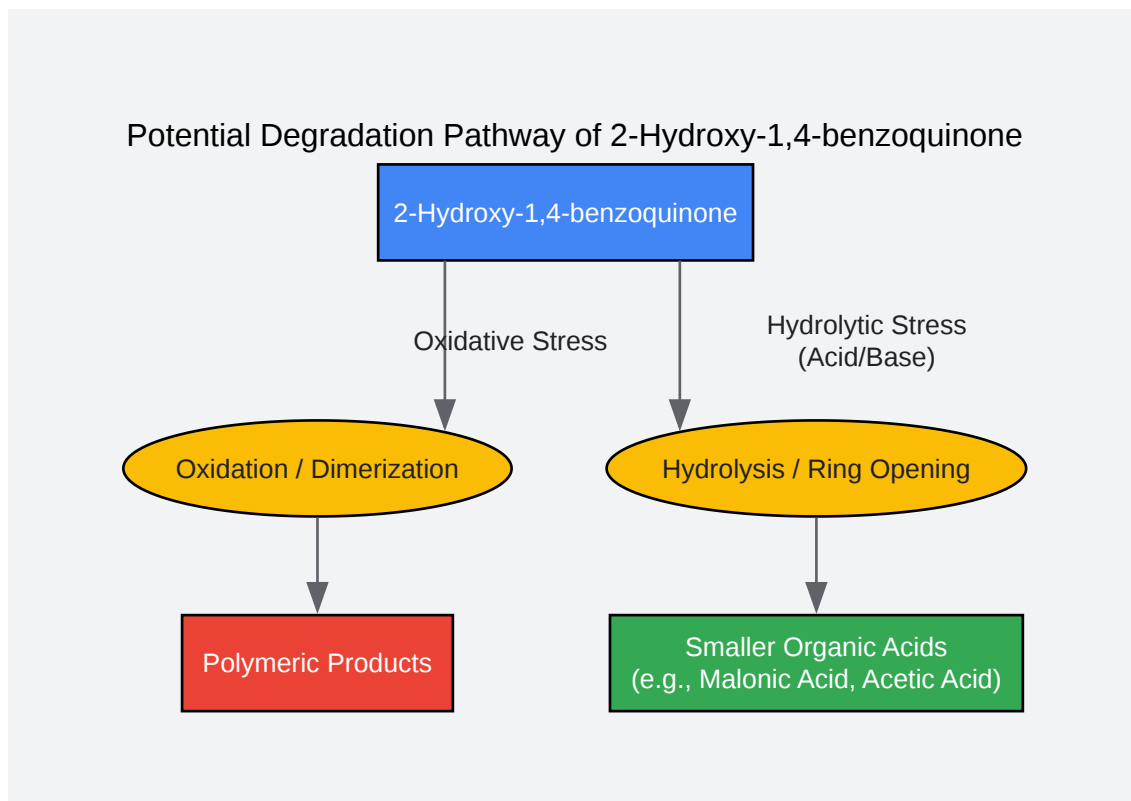 Potential Degradation Pathway of 2-Hydroxy-1,4-benzoquinone
2-Hydroxy-1,4-benzoquinone
Oxidative Stress
Hydrolytic Stress
(Acid/Base)
Oxidation / Dimerization
Hydrolysis / Ring Opening
Polymeric Products
Smaller Organic Acids
(e.g., Malonic Acid, Acetic Acid)